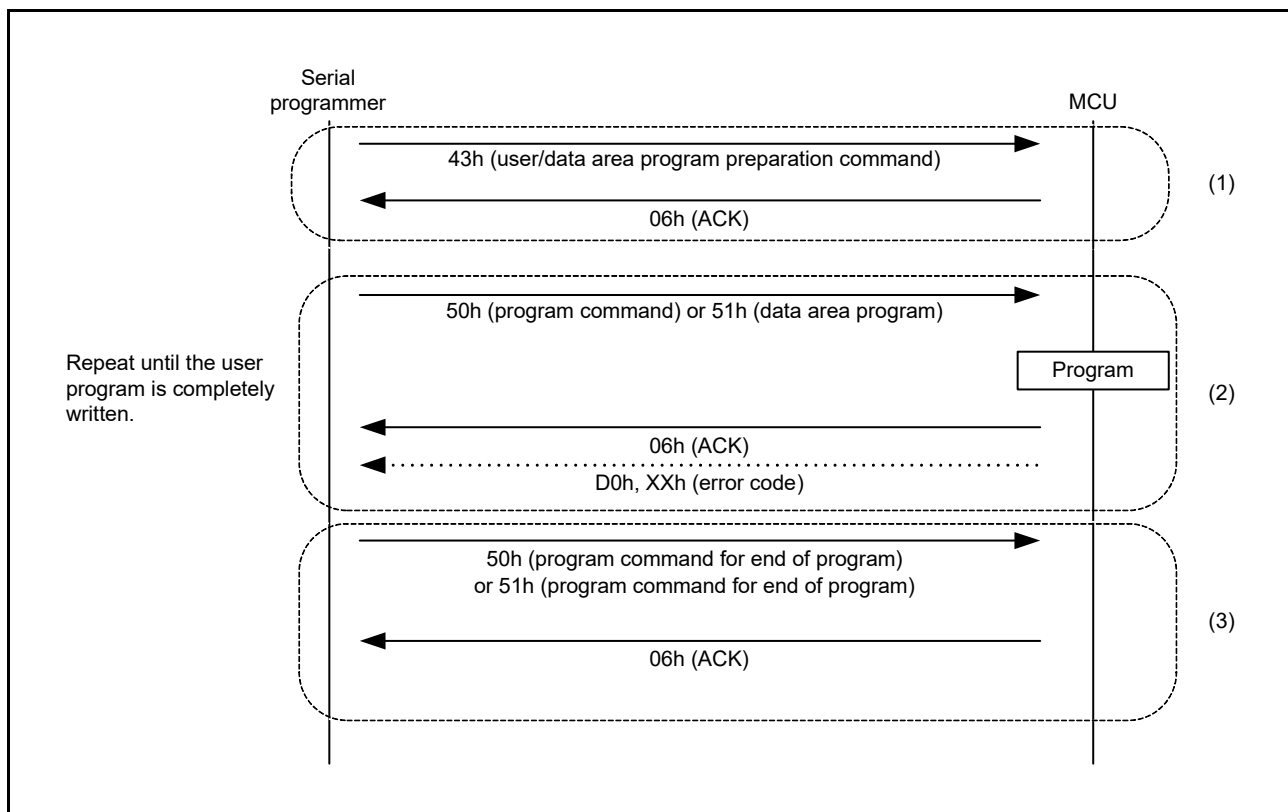 Serial
programmer
MCU
43h (user/data area program preparation command)
(1)
06h (ACK)
50h (program command) or 51h (data area program)
Repeat until the user
program is completely
written.
Program
(2)
06h (ACK)
D0h, XXh (error code)
50h (program command for end of program)
or 51h (program command for end of program)
(3)
06h (ACK)